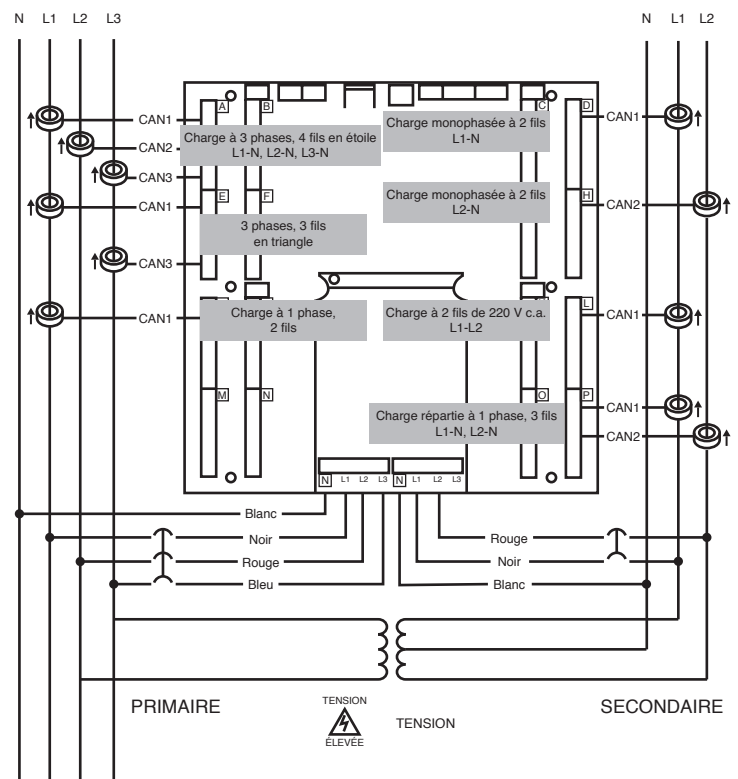 N L1 L2 L3
N L1 L2
A
B
C
D
CAN1
CAN1
Charge à 3 phases, 4 fils en étoile
L1-N, L2-N, L3-N
Charge monophasée à 2 fils
L1-N
CAN2
CAN3
E
F
H
Charge monophasée à 2 fils
L2-N
CAN1
CAN2
3 phases, 3 fils
en triangle
CAN3
L
Charge à 1 phase,
2 fils
Charge à 2 fils de 220 V c.a.
L1-L2
CAN1
CAN1
M
N
O
P
Charge répartie à 1 phase, 3 fils
L1-N, L2-N
CAN1
CAN2
N L1 L2 L3 N L1 L2 L3
Blanc
Noir
Rouge
Bleu
Rouge
Noir
Blanc
PRIMAIRE
TENSION
ÉLEVÉE
TENSION
SECONDAIRE